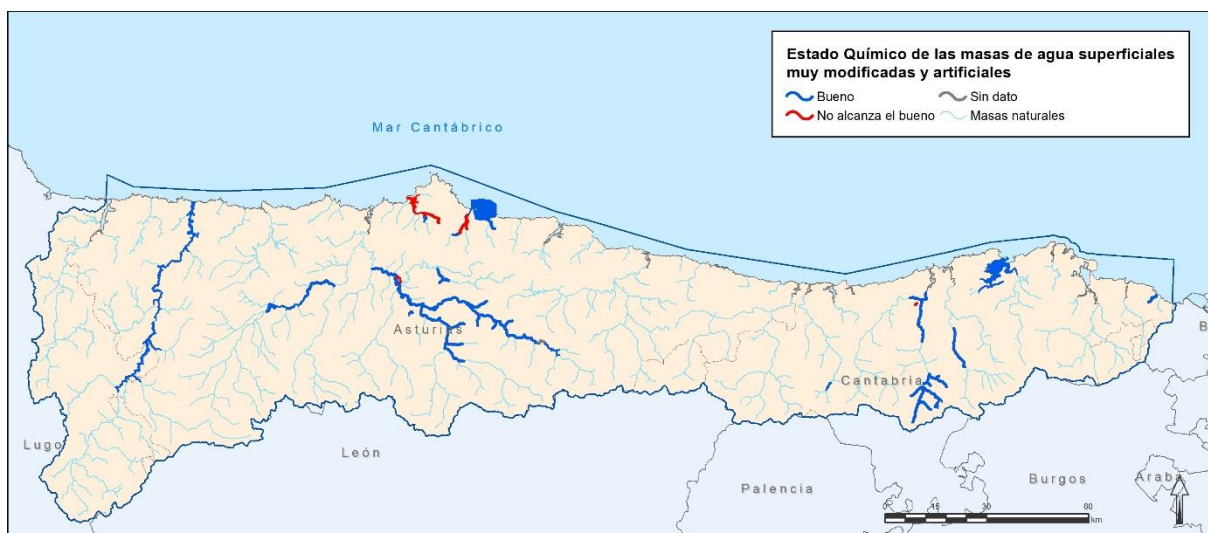 Estado Químico de las masas de agua superficiales
muy modificadas y artificiales
Bueno
Sin dato
No alcanza el bueno
Masas naturales
Mar Cantábrico
Asturias
Cantabria
Lugo
León
Palencia
Burgos
Araba
B
0 15 30 60
km